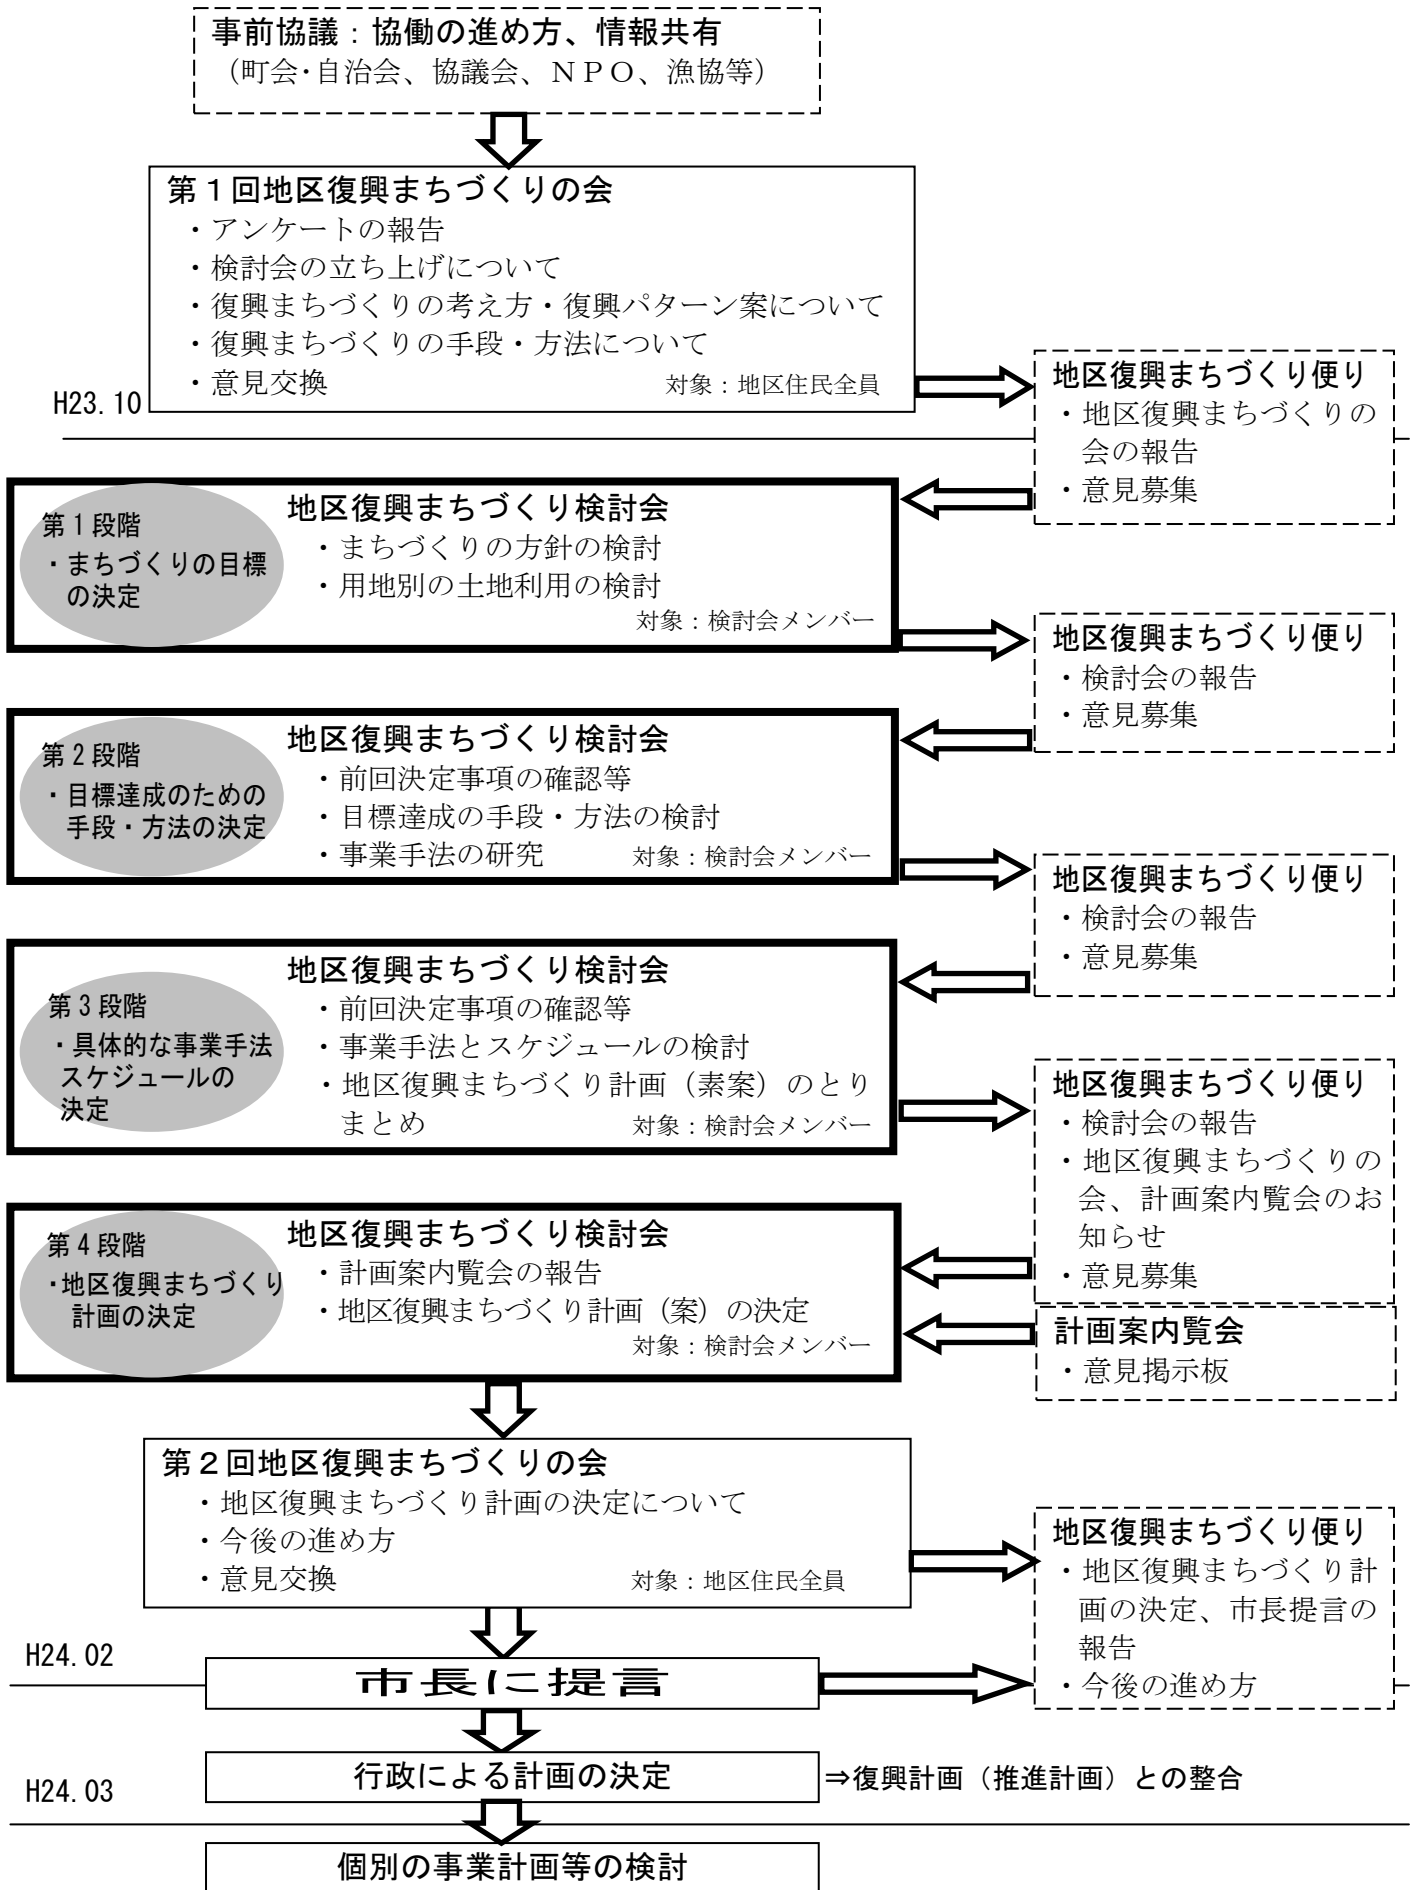 事前協議：協働の進め方、情報共有
（町会・自治会、協議会、ＮＰＯ、漁協等）
第１回地区復興まちづくりの会
・アンケートの報告
・検討会の立ち上げについて
・復興まちづくりの考え方・復興パターン案について
・復興まちづくりの手段・方法について
・意見交換
対象：地区住民全員
H23.10
地区復興まちづくり便り
・地区復興まちづくりの
会の報告
・意見募集
第１段階
・まちづくりの目標
の決定
地区復興まちづくり検討会
・まちづくりの方針の検討
・用地別の土地利用の検討
対象：検討会メンバー
地区復興まちづくり便り
・検討会の報告
・意見募集
第２段階
・目標達成のための
手段・方法の決定
地区復興まちづくり検討会
・前回決定事項の確認等
・目標達成の手段・方法の検討
・事業手法の研究
対象：検討会メンバー
地区復興まちづくり便り
・検討会の報告
・意見募集
第３段階
・具体的な事業手法
スケジュールの
決定
地区復興まちづくり検討会
・前回決定事項の確認等
・事業手法とスケジュールの検討
・地区復興まちづくり計画（素案）のとり
まとめ
対象：検討会メンバー
地区復興まちづくり便り
・検討会の報告
・地区復興まちづくりの
会、計画案内覧会のお
知らせ
・意見募集
第４段階
・地区復興まちづくり
計画の決定
地区復興まちづくり検討会
・計画案内覧会の報告
・地区復興まちづくり計画（案）の決定
対象：検討会メンバー
計画案内覧会
・意見掲示板
第２回地区復興まちづくりの会
・地区復興まちづくり計画の決定について
・今後の進め方
・意見交換
対象：地区住民全員
地区復興まちづくり便り
・地区復興まちづくり計
画の決定、市長提言の
報告
・今後の進め方
H24.02
市長に提言
行政による計画の決定
⇒復興計画（推進計画）との整合
H24.03
個別の事業計画等の検討